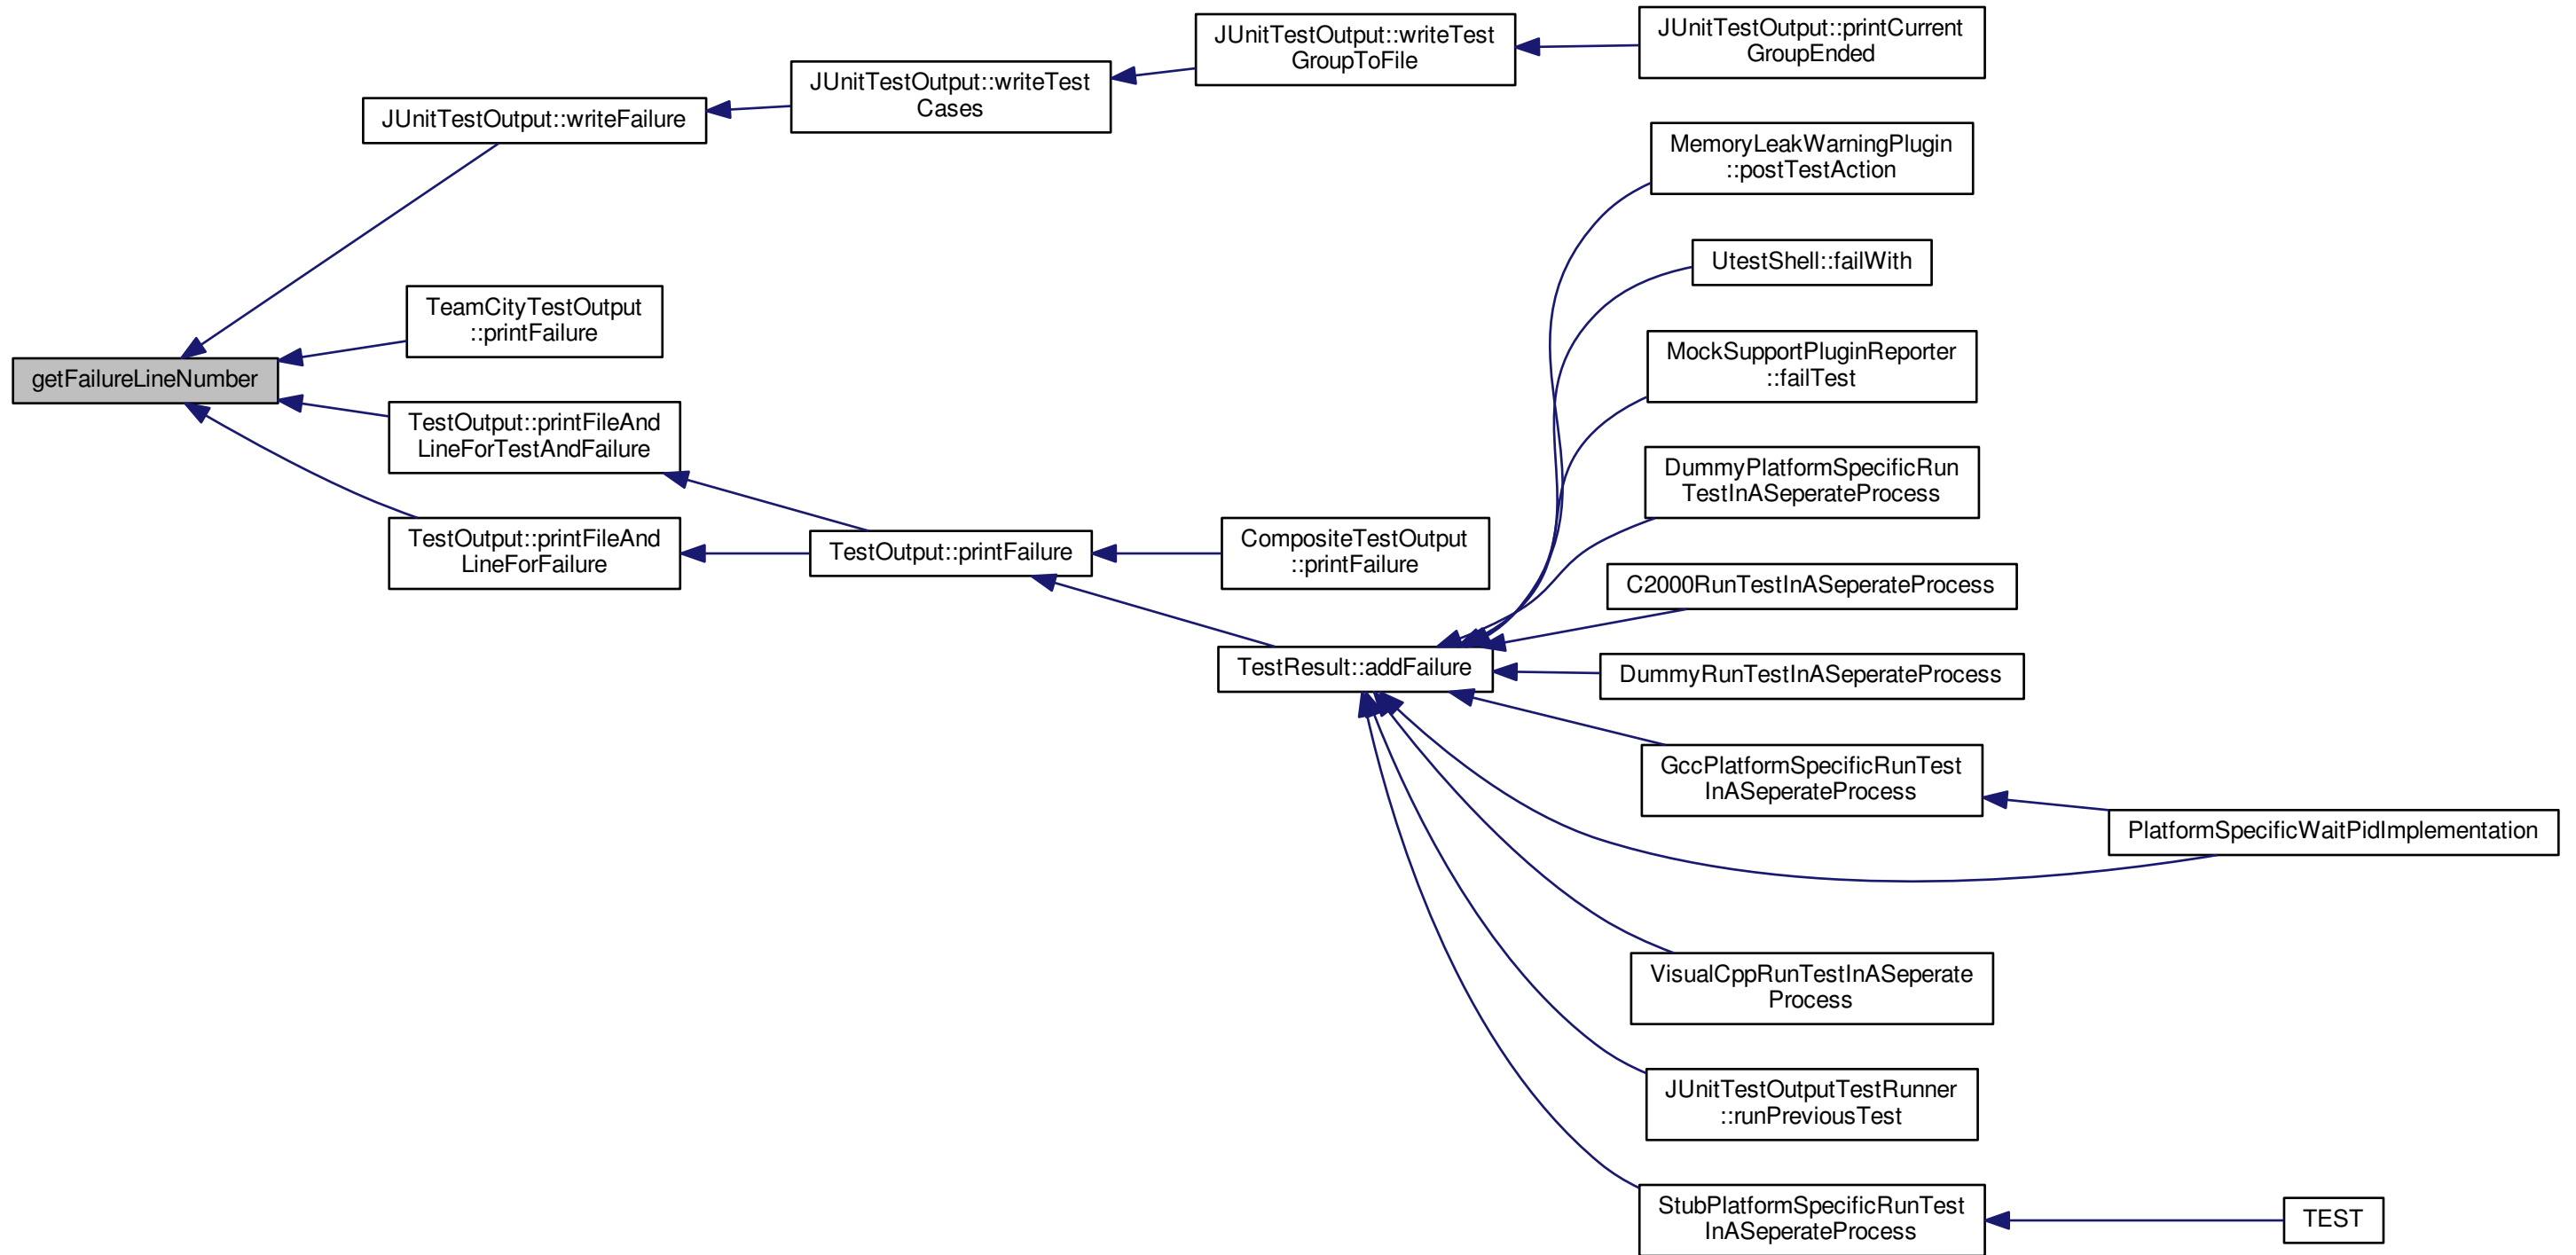 JUnitTestOutput::printCurrent
GroupEnded
JUnitTestOutput::writeTest
GroupToFile
JUnitTestOutput::writeTest
Cases
JUnitTestOutput::writeFailure
MemoryLeakWarningPlugin
::postTestAction
UtestShell::failWith
TeamCityTestOutput
::printFailure
MockSupportPluginReporter
::failTest
getFailureLineNumber
TestOutput::printFileAnd
LineForTestAndFailure
DummyPlatformSpecificRun
TestInASeperateProcess
TestOutput::printFileAnd
LineForFailure
TestOutput::printFailure
CompositeTestOutput
::printFailure
C2000RunTestInASeperateProcess
TestResult::addFailure
DummyRunTestInASeperateProcess
GccPlatformSpecificRunTest
InASeperateProcess
PlatformSpecificWaitPidImplementation
VisualCppRunTestInASeperate
Process
JUnitTestOutputTestRunner
::runPreviousTest
StubPlatformSpecificRunTest
InASeperateProcess
TEST